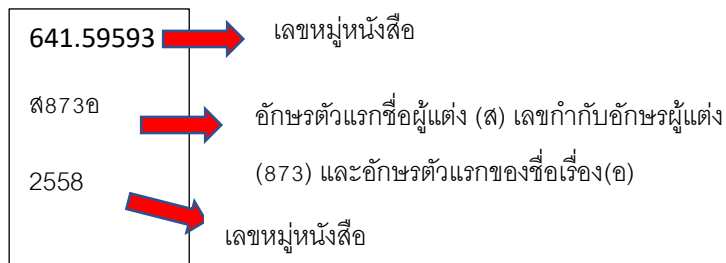 641.59593
เลขหมู่หนังสือ
ส873อ
อักษรตัวแรกชื่อผู้แต่ง (ส) เลขกำกับอักษรผู้แต่ง
(873) และอักษรตัวแรกของชื่อเรื่อง(อ)
2558
เลขหมู่หนังสือ